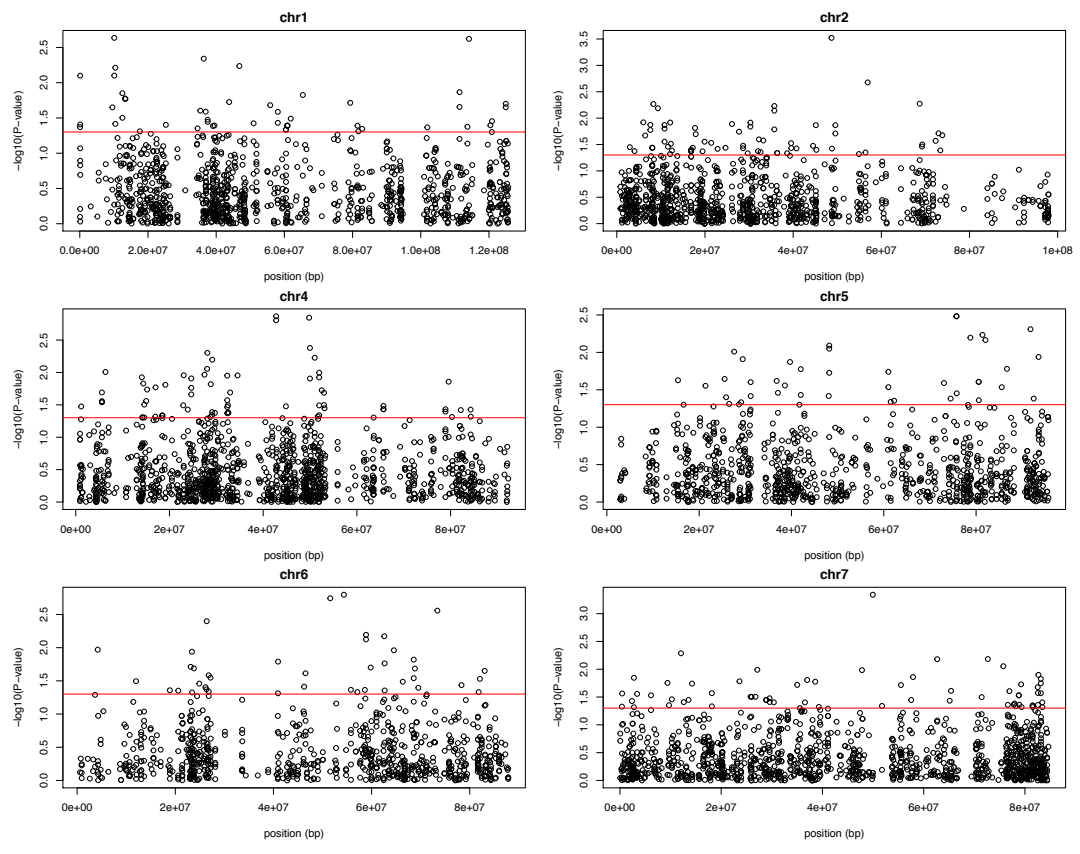 chr1
−log10(P−value)
0.0 0.5 1.0 1.5 2.0 2.5
0.0e+00 2.0e+07 4.0e+07 6.0e+07 8.0e+07 1.0e+08 1.2e+08
position (bp)
chr2
−log10(P−value)
0.0 0.5 1.0 1.5 2.0 2.5 3.0 3.5
0e+00 2e+07 4e+07 6e+07 8e+07 1e+08
position (bp)
chr4
−log10(P−value)
0.0 0.5 1.0 1.5 2.0 2.5
0e+00 2e+07 4e+07 6e+07 8e+07
position (bp)
chr5
−log10(P−value)
0.0 0.5 1.0 1.5 2.0 2.5
0e+00 2e+07 4e+07 6e+07 8e+07
position (bp)
chr6
−log10(P−value)
0.0 0.5 1.0 1.5 2.0 2.5
0e+00 2e+07 4e+07 6e+07 8e+07
position (bp)
chr7
−log10(P−value)
0.0 0.5 1.0 1.5 2.0 2.5 3.0
0e+00 2e+07 4e+07 6e+07 8e+07
position (bp)